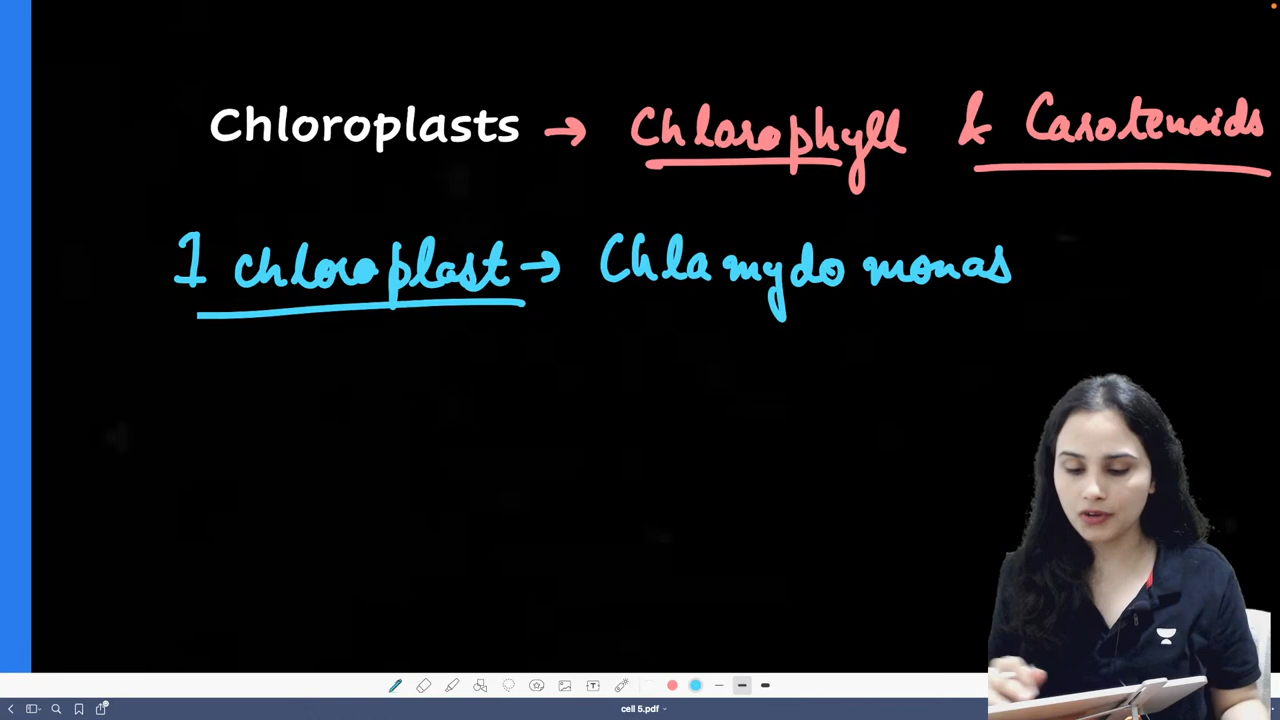 Chloroplasts → Chlorophyll & Carotenoids
1 chloroplast → Chlamydomonas
cell 5.pdf